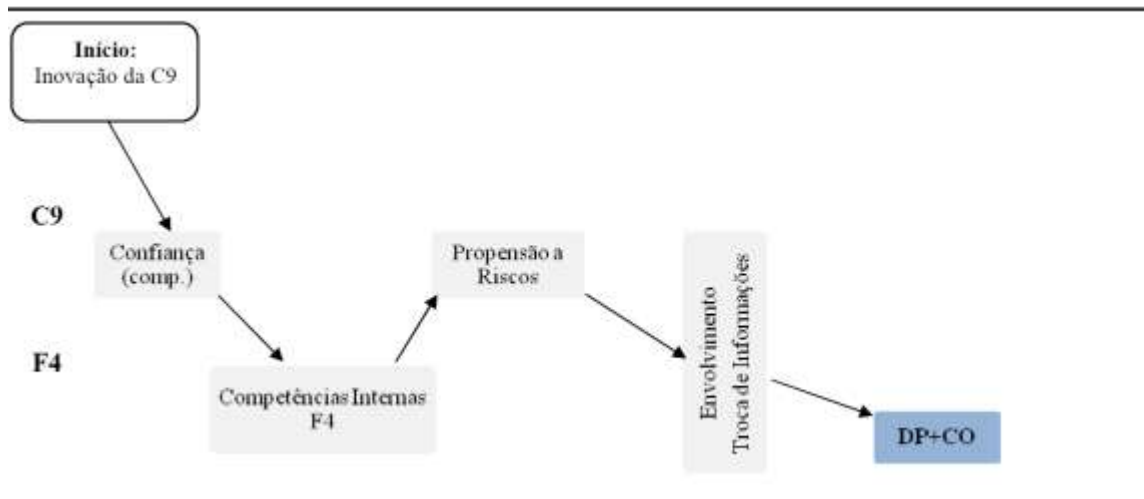 Início:
Inovação da C9
C9
Confiança
(comp.)
Propensão a
Riscos
Envolvimento
Troca de Informações
F4
Competências Internas
F4
DP+CO